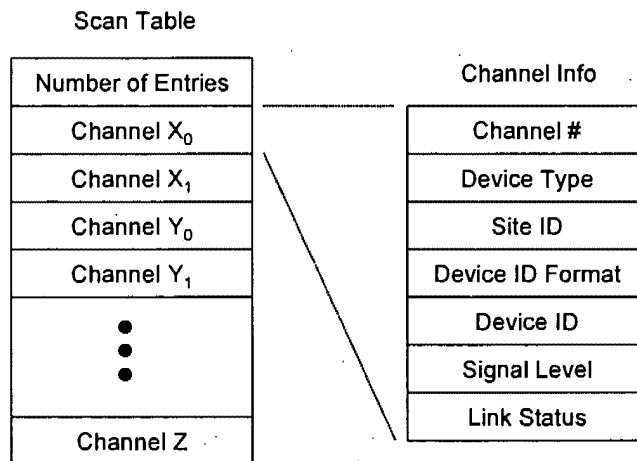 Scan Table
Number of Entries
Channel X₀
Channel X₁
Channel Y₀
Channel Y₁
Channel Z
Channel Info
Channel #
Device Type
Site ID
Device ID Format
Device ID
Signal Level
Link Status